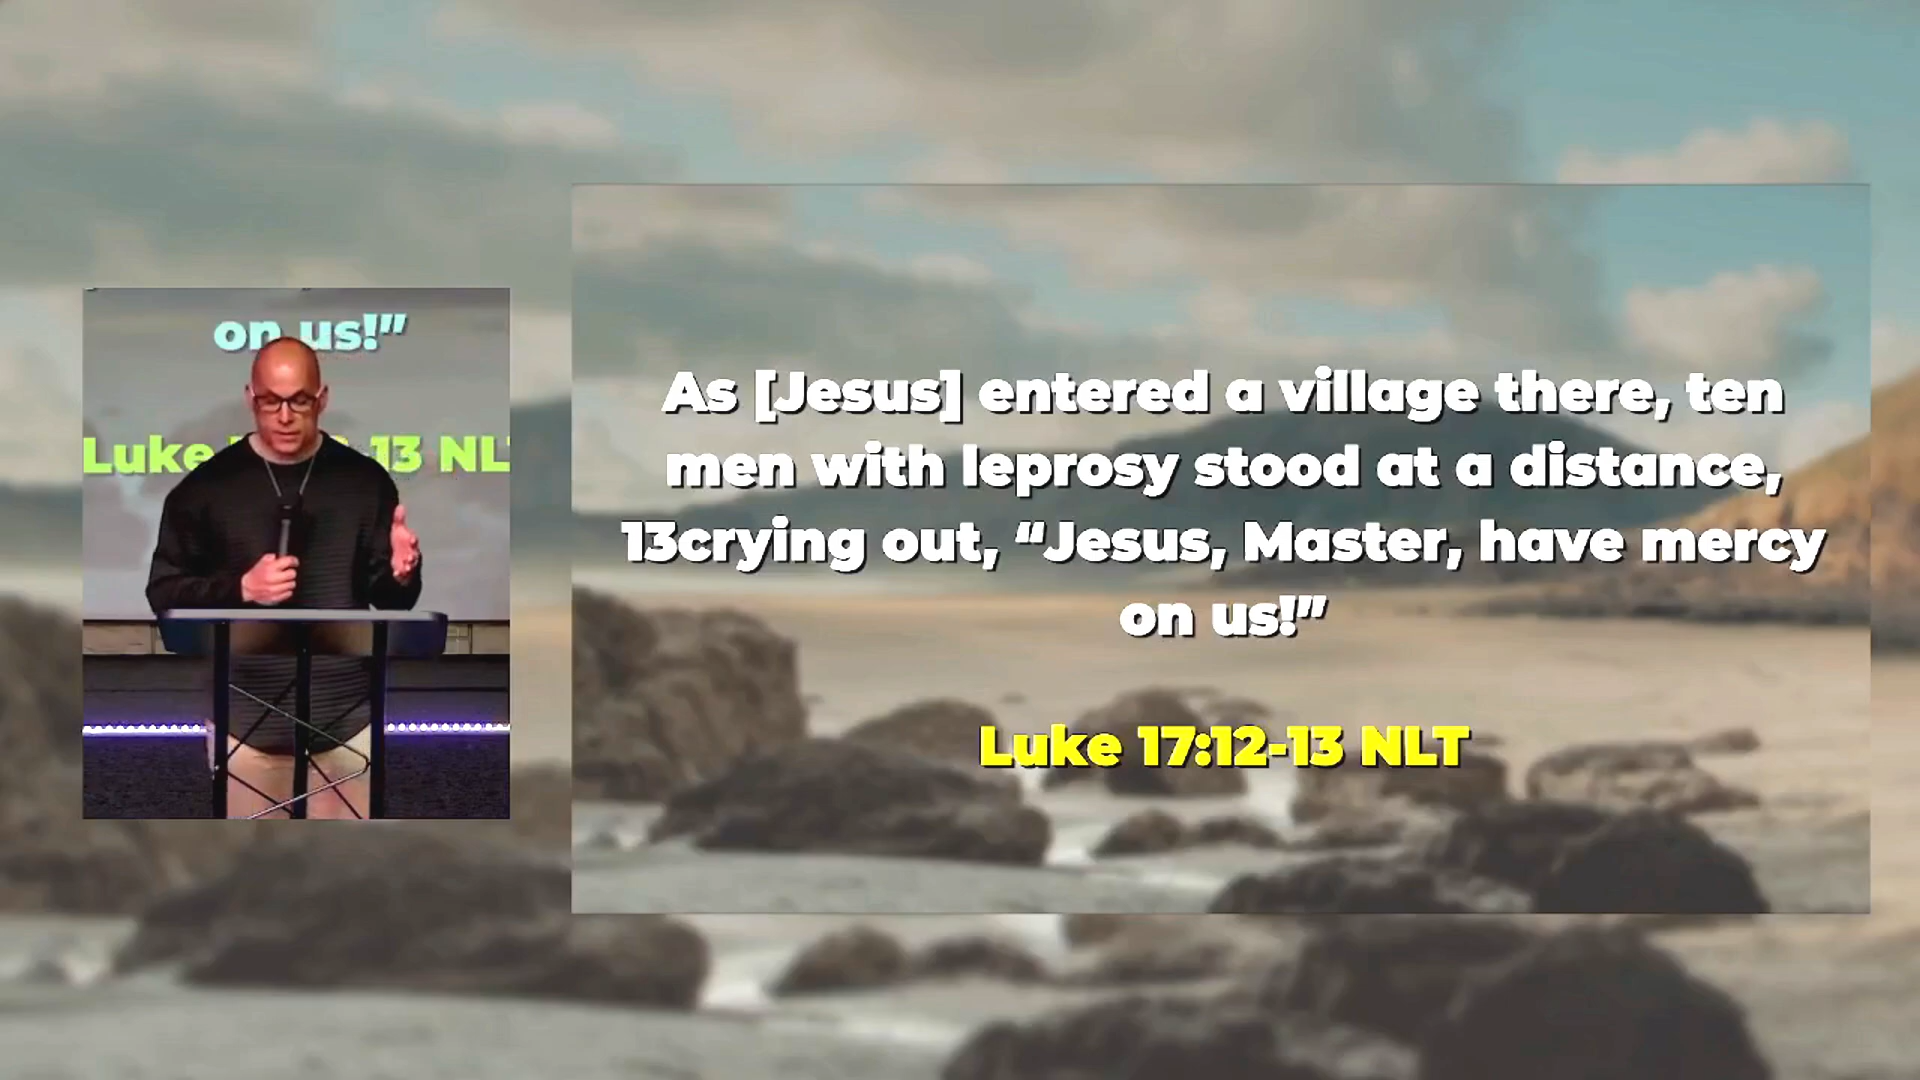 on us!”
Luke 13 NL
As [Jesus] entered a village there, ten
men with leprosy stood at a distance,
13crying out, “Jesus, Master, have mercy
on us!”
Luke 17:12-13 NLT